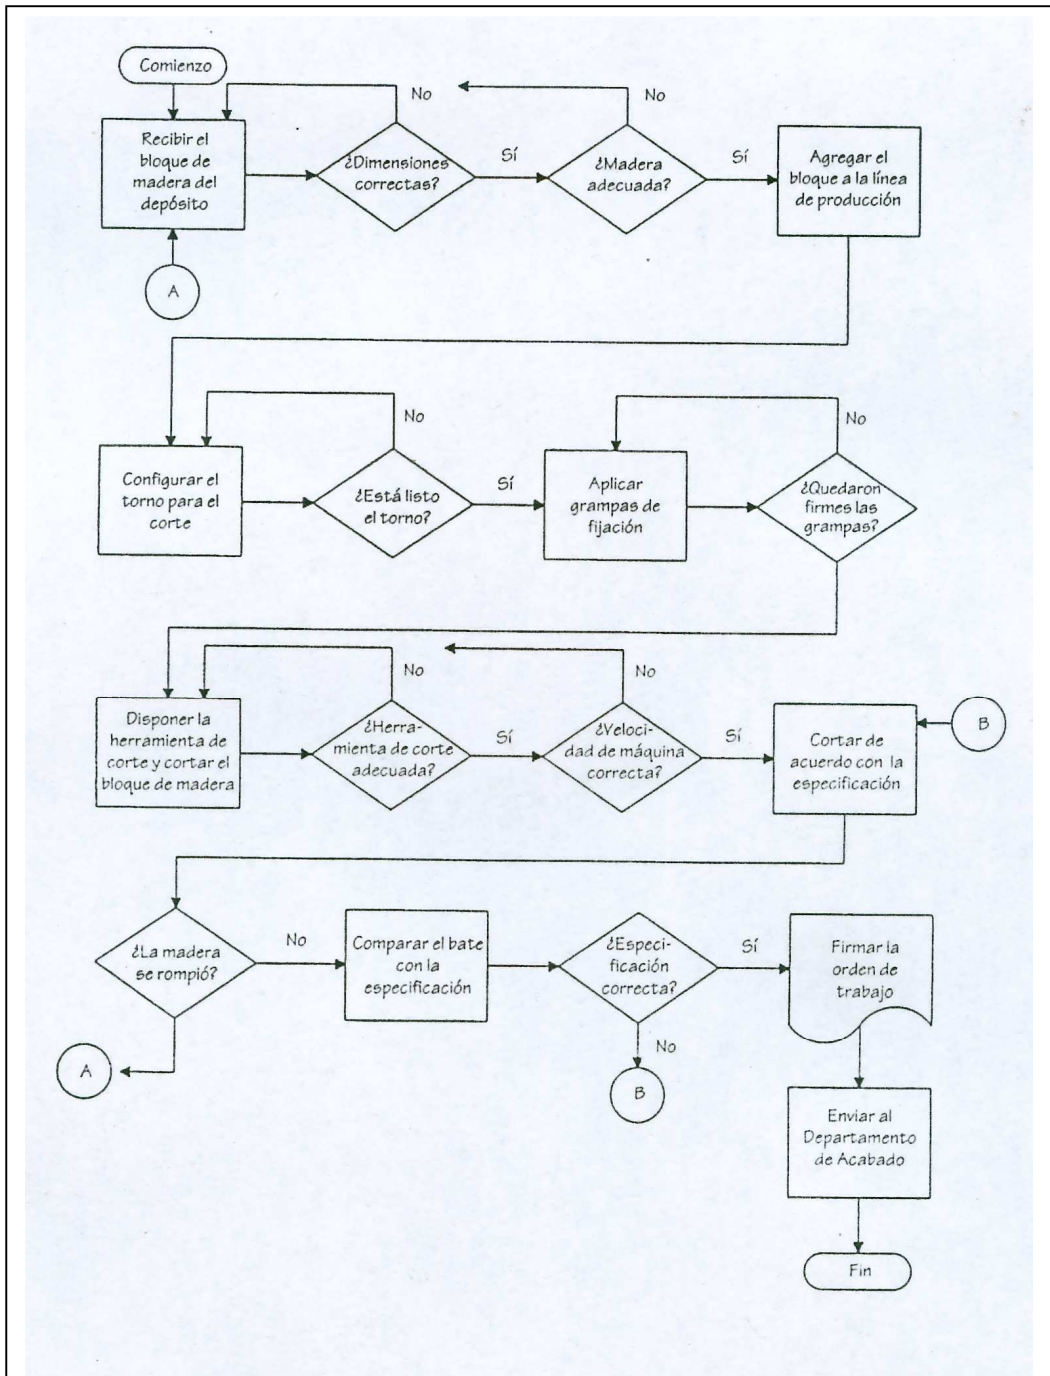 Comienzo
No
No
Recibir el
bloque de
madera del
depósito
¿Dimensiones
correctas?
Sí
¿Madera
adecuada?
Sí
Agregar el
bloque a la línea
de producción
A
No
No
Configurar el
torno para el
corte
¿Está listo
el torno?
Sí
Aplicar
grampas de
fijación
¿Quedaron
firmes las
grampas?
No
No
Disponer la
herramienta de
corte y cortar el
bloque de madera
¿Herra-
mienta de corte
adecuada?
Sí
¿Veloci-
dad de máquina
correcta?
Sí
Cortar de
acuerdo con la
especificación
B
¿La madera
se rompió?
No
Comparar el bate
con la
especificación
¿Especi-
ficación
correcta?
Sí
Firmar la
orden de
trabajo
A
No
B
Enviar al
Departamento
de Acabado
Fin